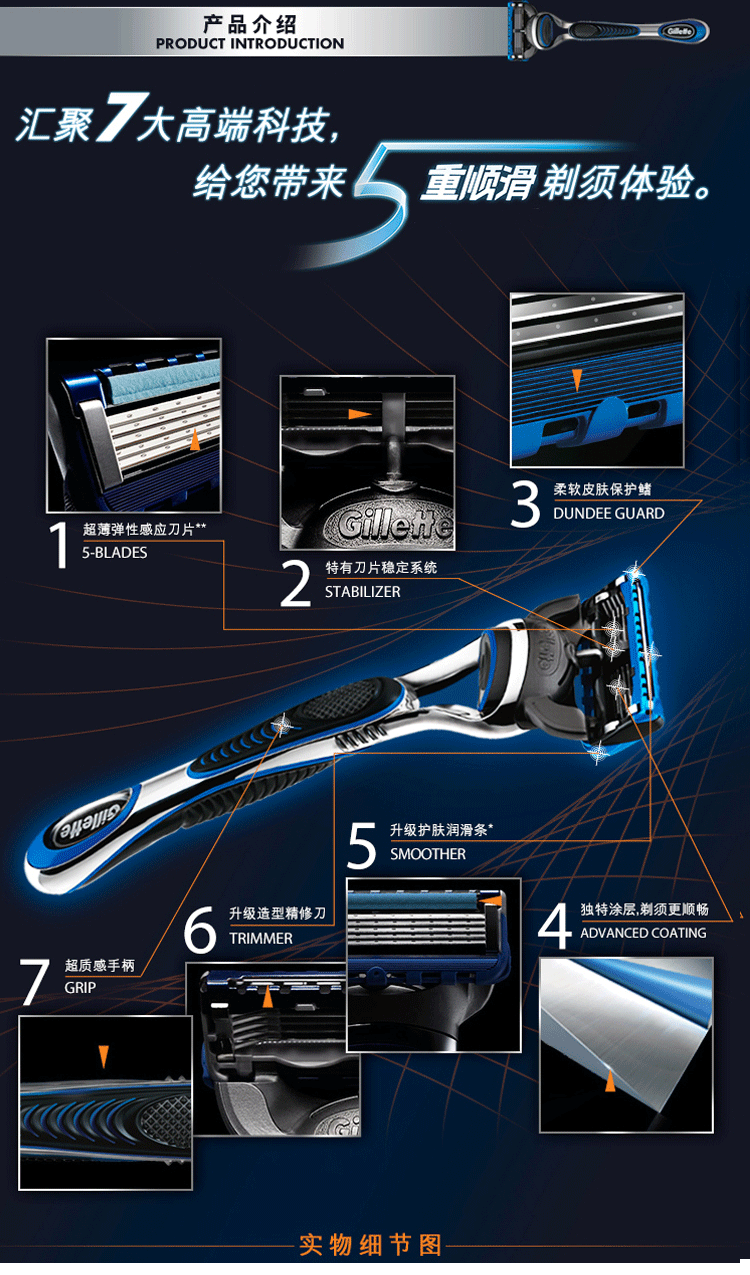 产品介绍
PRODUCT INTRODUCTION
Gillette
汇聚7大高端科技,
给您带来5重顺滑剃须体验。
1 超薄弹性感应刀片**
5-BLADES
Gillette
2 特有刀片稳定系统
STABILIZER
3 柔软皮肤保护鳍
DUNDEE GUARD
Gillette
Gillette
5 升级护肤润滑条*
SMOOTHER
6 升级造型精修刀
TRIMMER
4 独特涂层,剃须更顺畅
ADVANCED COATING
7 超质感手柄
GRIP
实物细节图